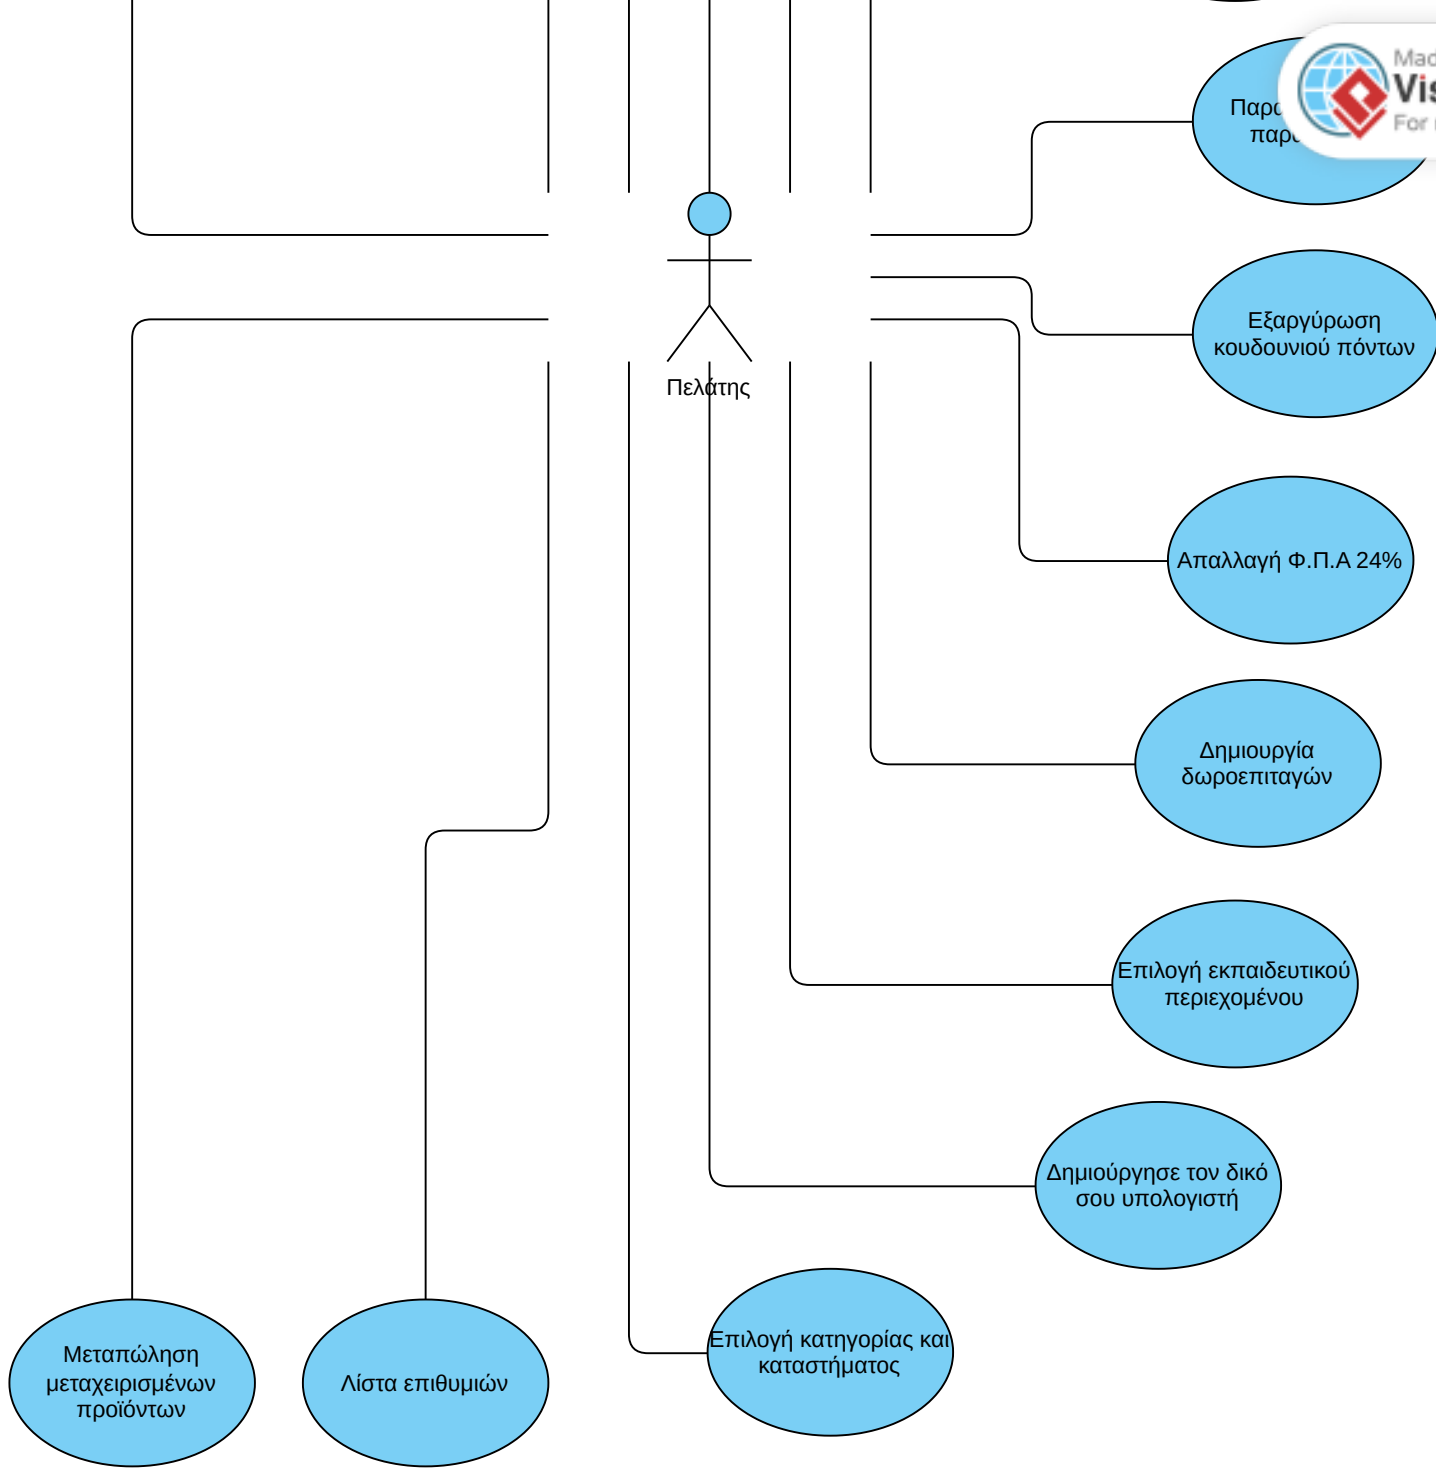 For
Εξαργύρωση
κουδουνιού πόντων
Πελάτης
Απαλλαγή Φ.Π.Α 24%
Δημιουργία
δωροεπιταγών
Επιλογή εκπαιδευτικού
περιεχομένου
Δημιούργησε τον δικό
σου υπολογιστή
Επιλογή κατηγορίας και
καταστήματος
Μεταπώληση
μεταχειρισμένων
προϊόντων
Λίστα επιθυμιών